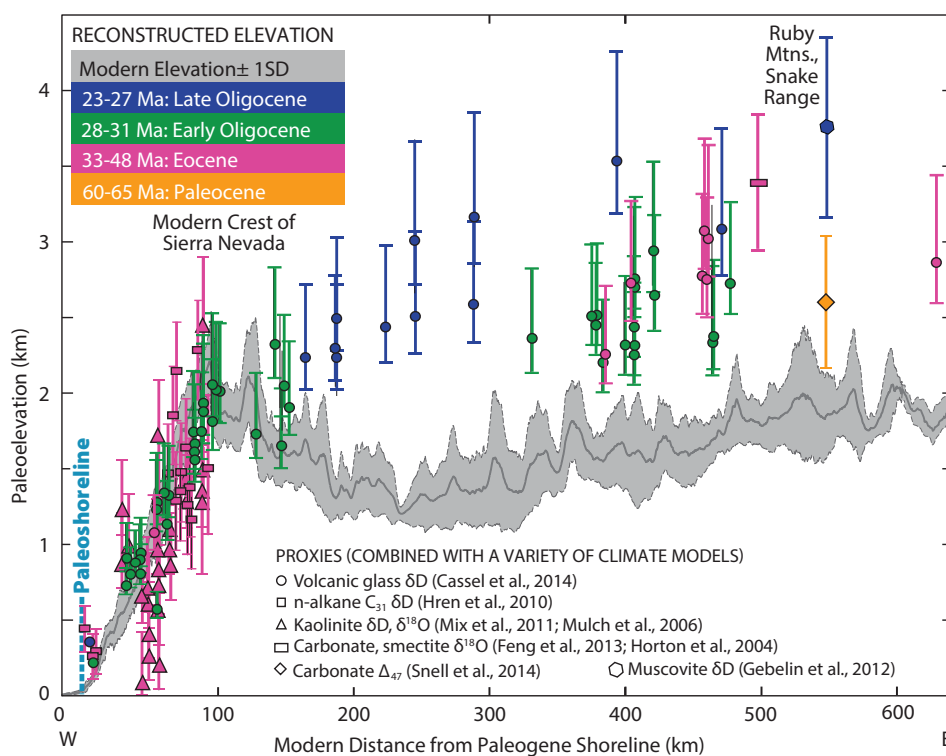 RECONSTRUCTED ELEVATION
Modern Elevation± 1SD
23-27 Ma: Late Oligocene
28-31 Ma: Early Oligocene
33-48 Ma: Eocene
60-65 Ma: Paleocene
Modern Crest of
Sierra Nevada
Ruby
Mtns.,
Snake
Range
Paleoshoreline
Paleoelevation (km)
4
3
2
1
0
PROXIES (COMBINED WITH A VARIETY OF CLIMATE MODELS)
Volcanic glass δD (Cassel et al., 2014)
n-alkane C₃₁ δD (Hren et al., 2010)
Kaolinite δD, δ¹⁸O (Mix et al., 2011; Mulch et al., 2006)
Carbonate, smectite δ¹⁸O (Feng et al., 2013; Horton et al., 2004)
Carbonate Δ₄₇ (Snell et al., 2014)
Muscovite δD (Gebelin et al., 2012)
0 100 200 300 400 500 600
W
Modern Distance from Paleogene Shoreline (km)